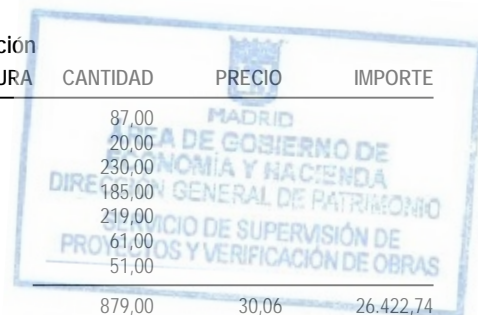 ción
URA CANTIDAD PRECIO IMPORTE
87,00
20,00
230,00
185,00
219,00
61,00
51,00
879,00 30,06 26.422,74
MADRID
ÁREA DE GOBIERNO DE
ECONOMÍA Y HACIENDA
DIRECCIÓN GENERAL DE PATRIMONIO
SERVICIO DE SUPERVISIÓN DE
PROYECTOS Y VERIFICACIÓN DE OBRAS